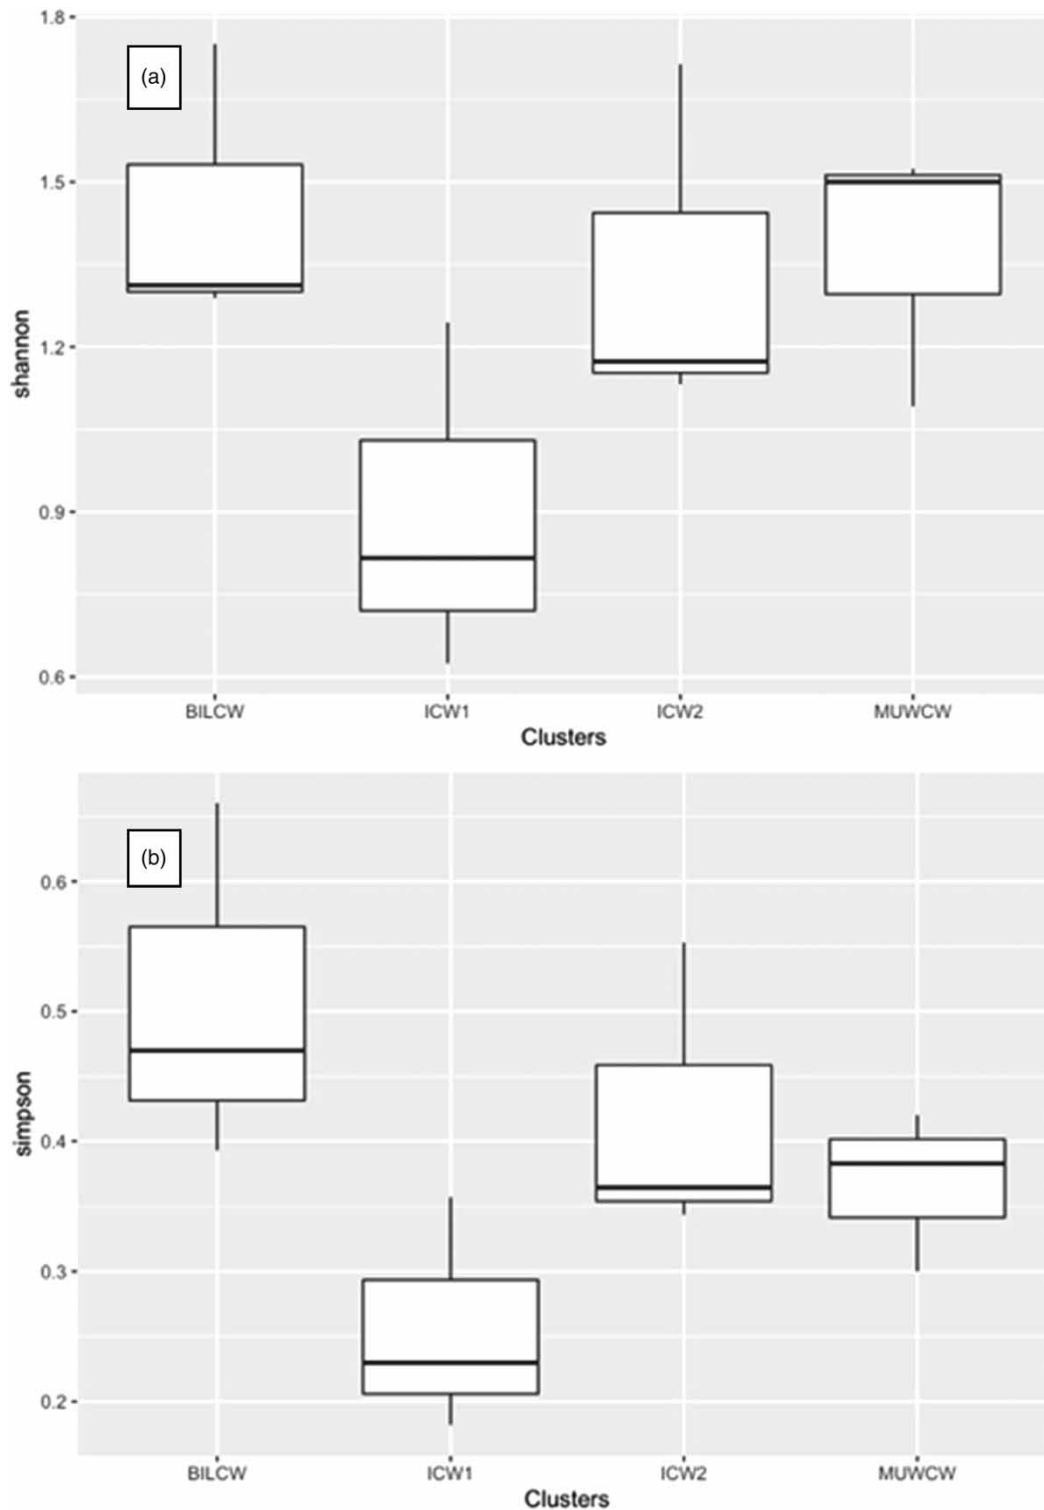 1.8
(a)
1.5
1.2
0.9
0.6
shannon
BILCW ICW1 ICW2 MUWCW
Clusters
(b)
0.6
0.5
0.4
0.3
0.2
simpson
BILCW ICW1 ICW2 MUWCW
Clusters